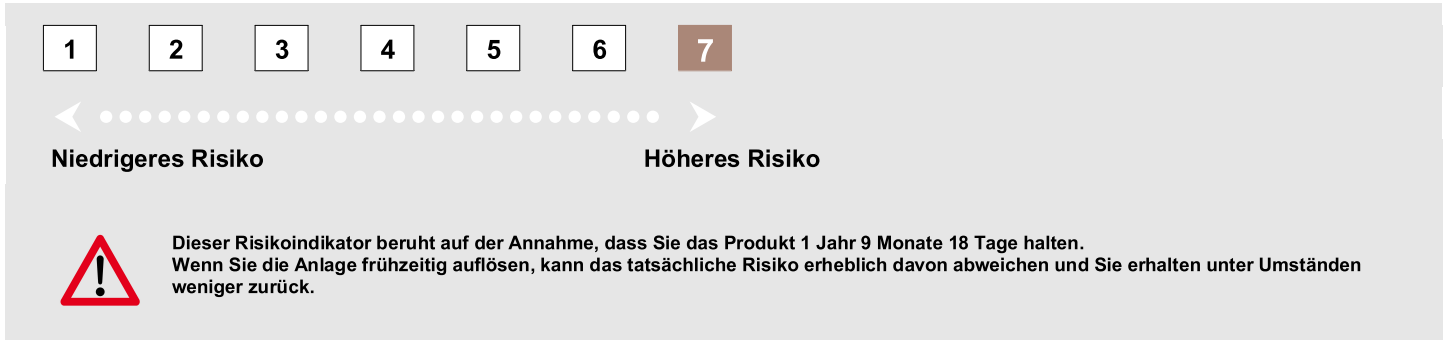 1 2 3 4 5 6 7
Niedrigeres Risiko Höheres Risiko
Dieser Risikoindikator beruht auf der Annahme, dass Sie das Produkt 1 Jahr 9 Monate 18 Tage halten.
Wenn Sie die Anlage frühzeitig auflösen, kann das tatsächliche Risiko erheblich davon abweichen und Sie erhalten unter Umständen
weniger zurück.